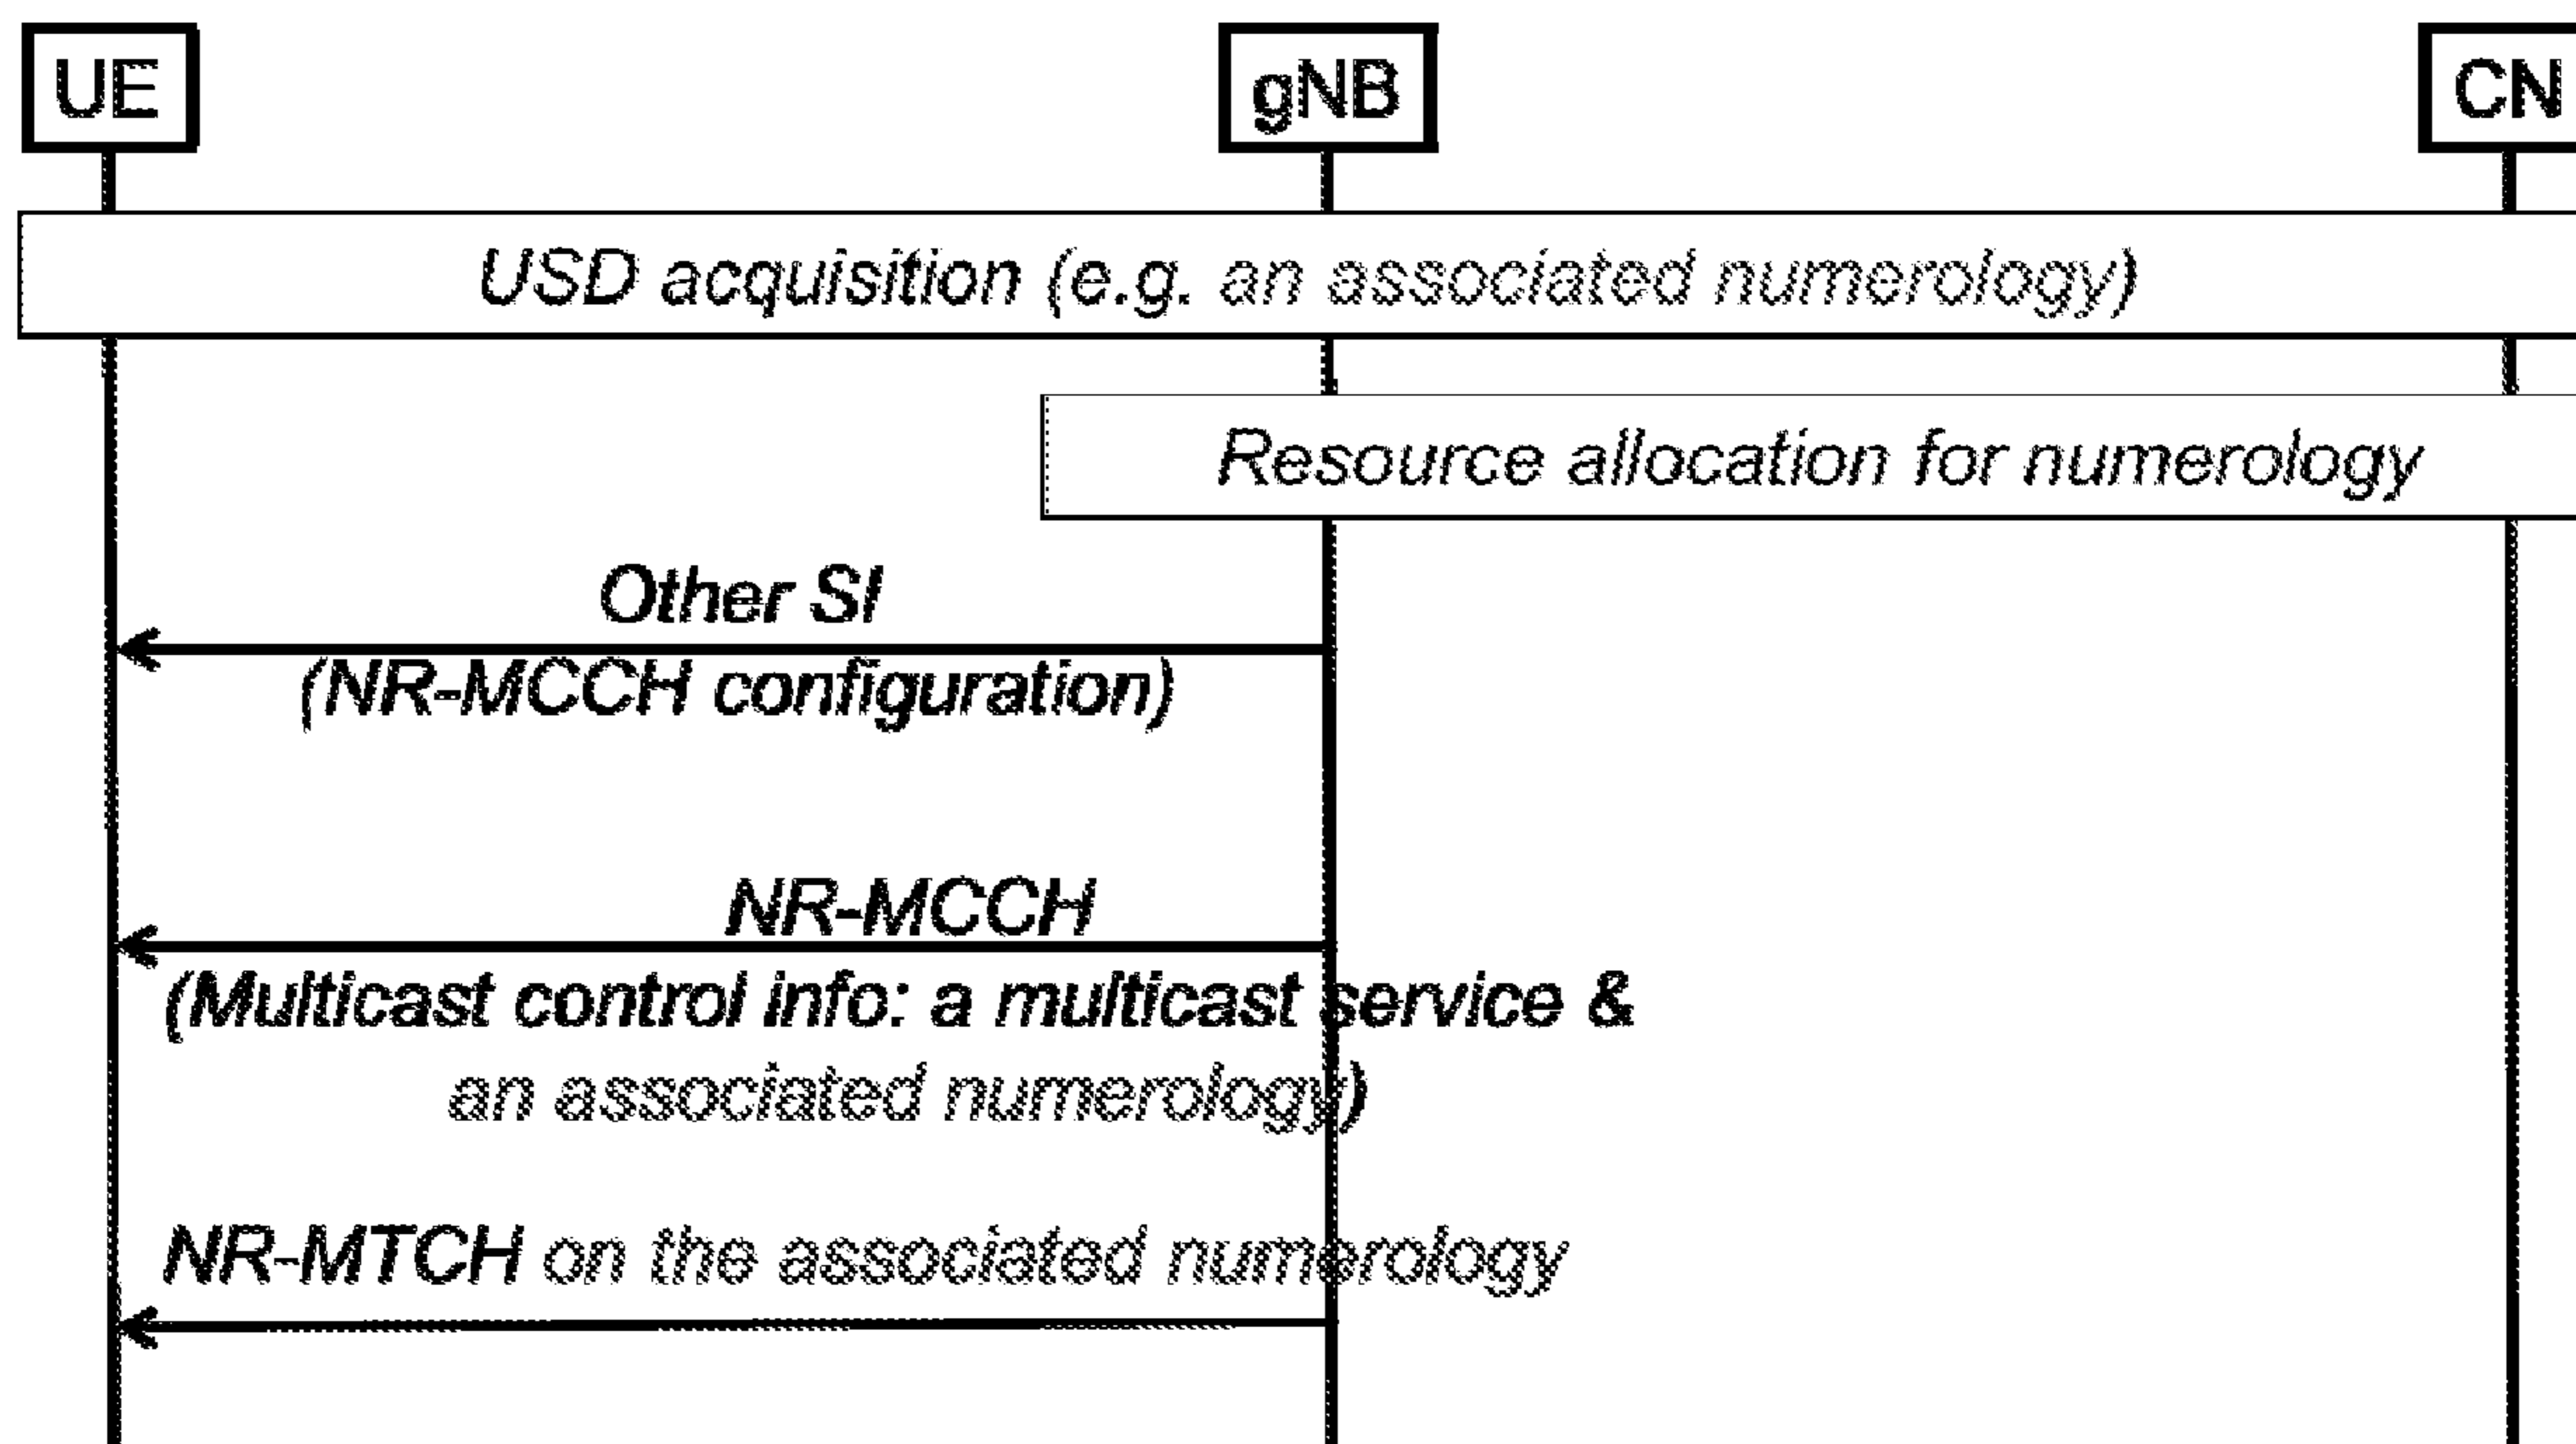 UE gNB CN
USD acquisition (e.g. an associated numerology)
Resource allocation for numerology
Other SI
(NR-MCCH configuration)
NR-MCCH
(Multicast control info: a multicast service &
an associated numerology)
NR-MTCH on the associated numerology